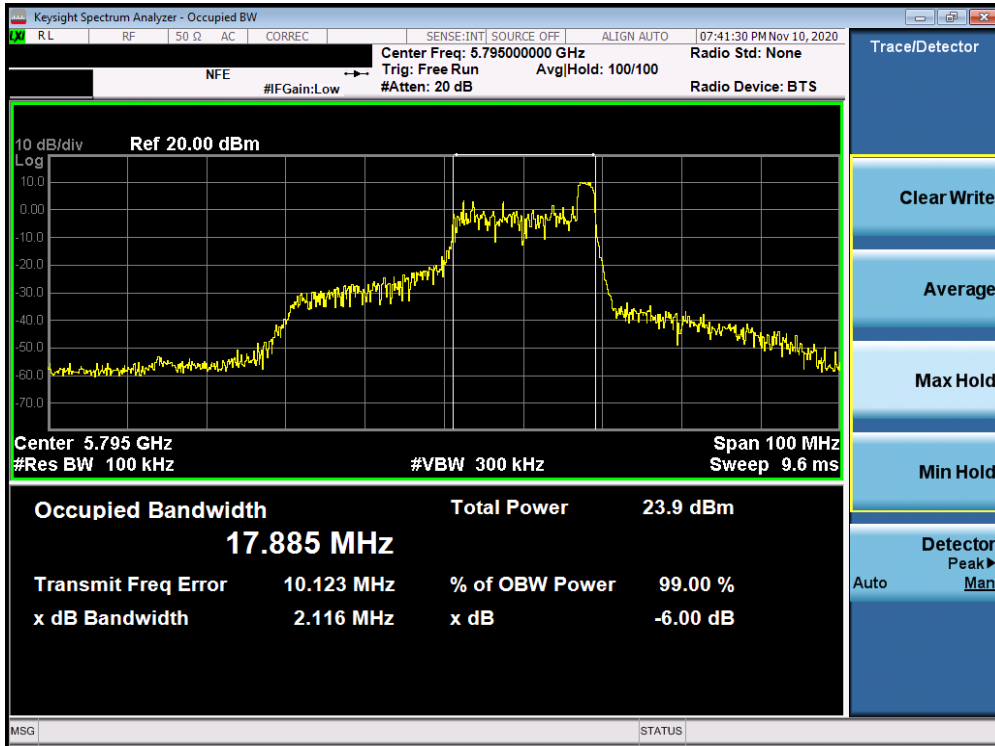 Keysight Spectrum Analyzer - Occupied BW
LXI RL RF 50 Ω AC CORREC SENSE:INT SOURCE OFF ALIGN AUTO 07:41:30 PM Nov 10, 2020
Center Freq: 5.795000000 GHz Radio Std: None
NFE Trig: Free Run Avg|Hold: 100/100
#IFGain:Low #Atten: 20 dB Radio Device: BTS
10 dB/div Ref 20.00 dBm
Log
10.0
0.00
-10.0
-20.0
-30.0
-40.0
-50.0
-60.0
-70.0
Center 5.795 GHz Span 100 MHz
#Res BW 100 kHz #VBW 300 kHz Sweep 9.6 ms
Occupied Bandwidth Total Power 23.9 dBm
17.885 MHz
Transmit Freq Error 10.123 MHz % of OBW Power 99.00 %
x dB Bandwidth 2.116 MHz x dB -6.00 dB
MSG STATUS
Trace/Detector
Clear Write
Average
Max Hold
Min Hold
Detector
Peak▶
Auto Man